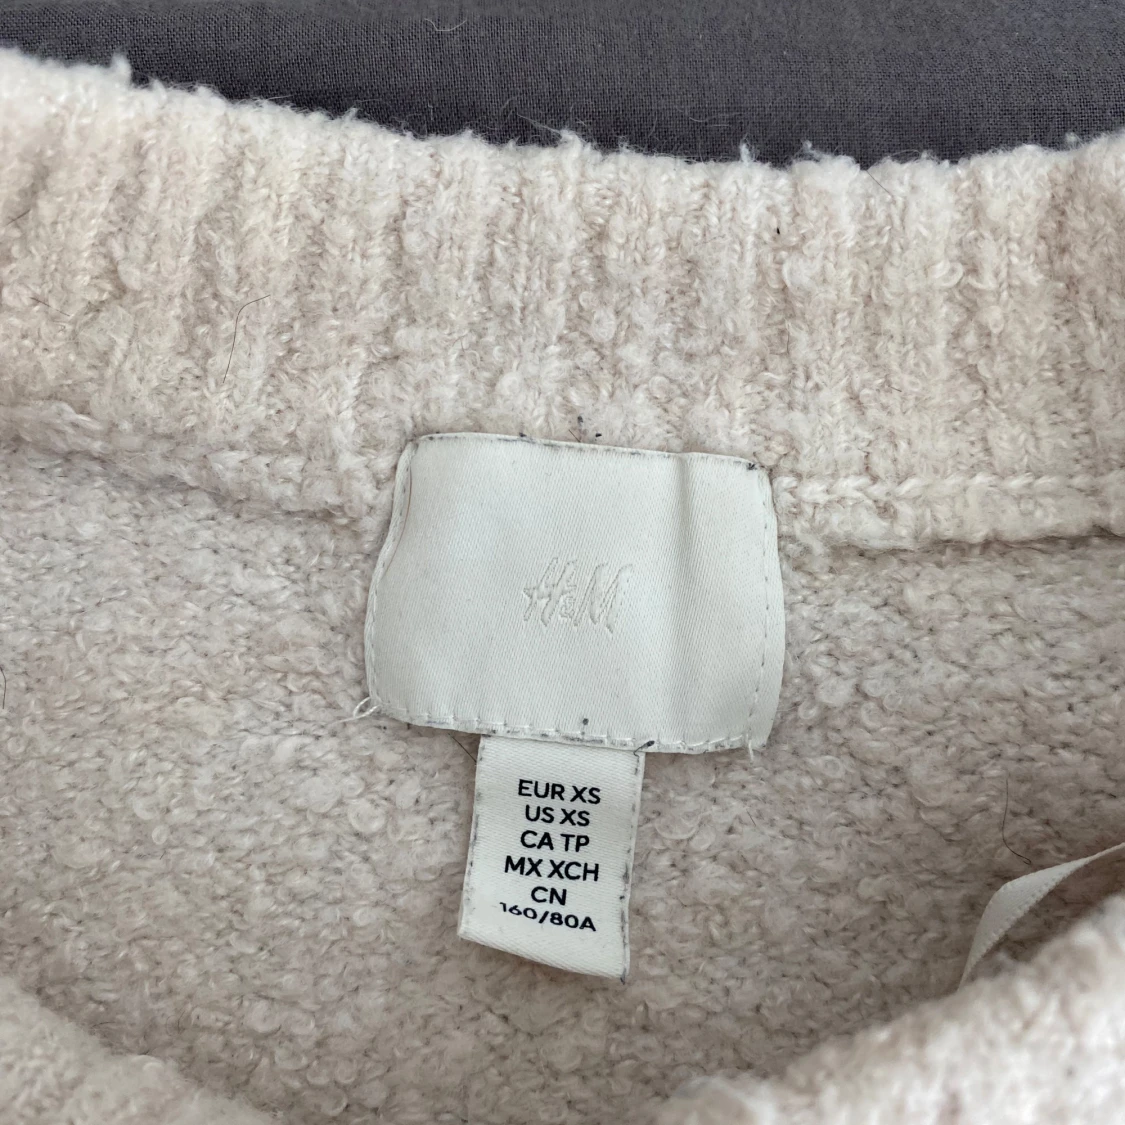 H&M
EUR XS
US XS
CA TP
MX XCH
CN
160/80A